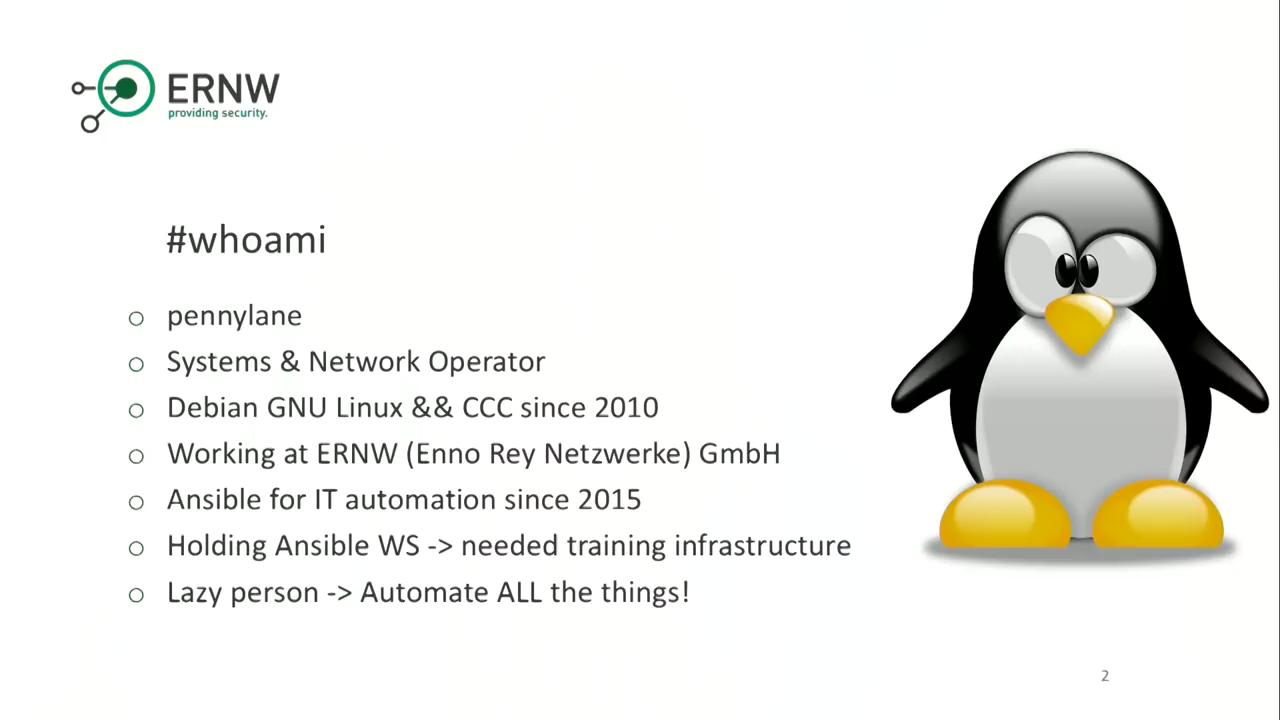 ERNW
providing security.
#whoami
pennylane
Systems & Network Operator
Debian GNU Linux && CCC since 2010
Working at ERNW (Enno Rey Netzwerke) GmbH
Ansible for IT automation since 2015
Holding Ansible WS -> needed training infrastructure
Lazy person -> Automate ALL the things!
2